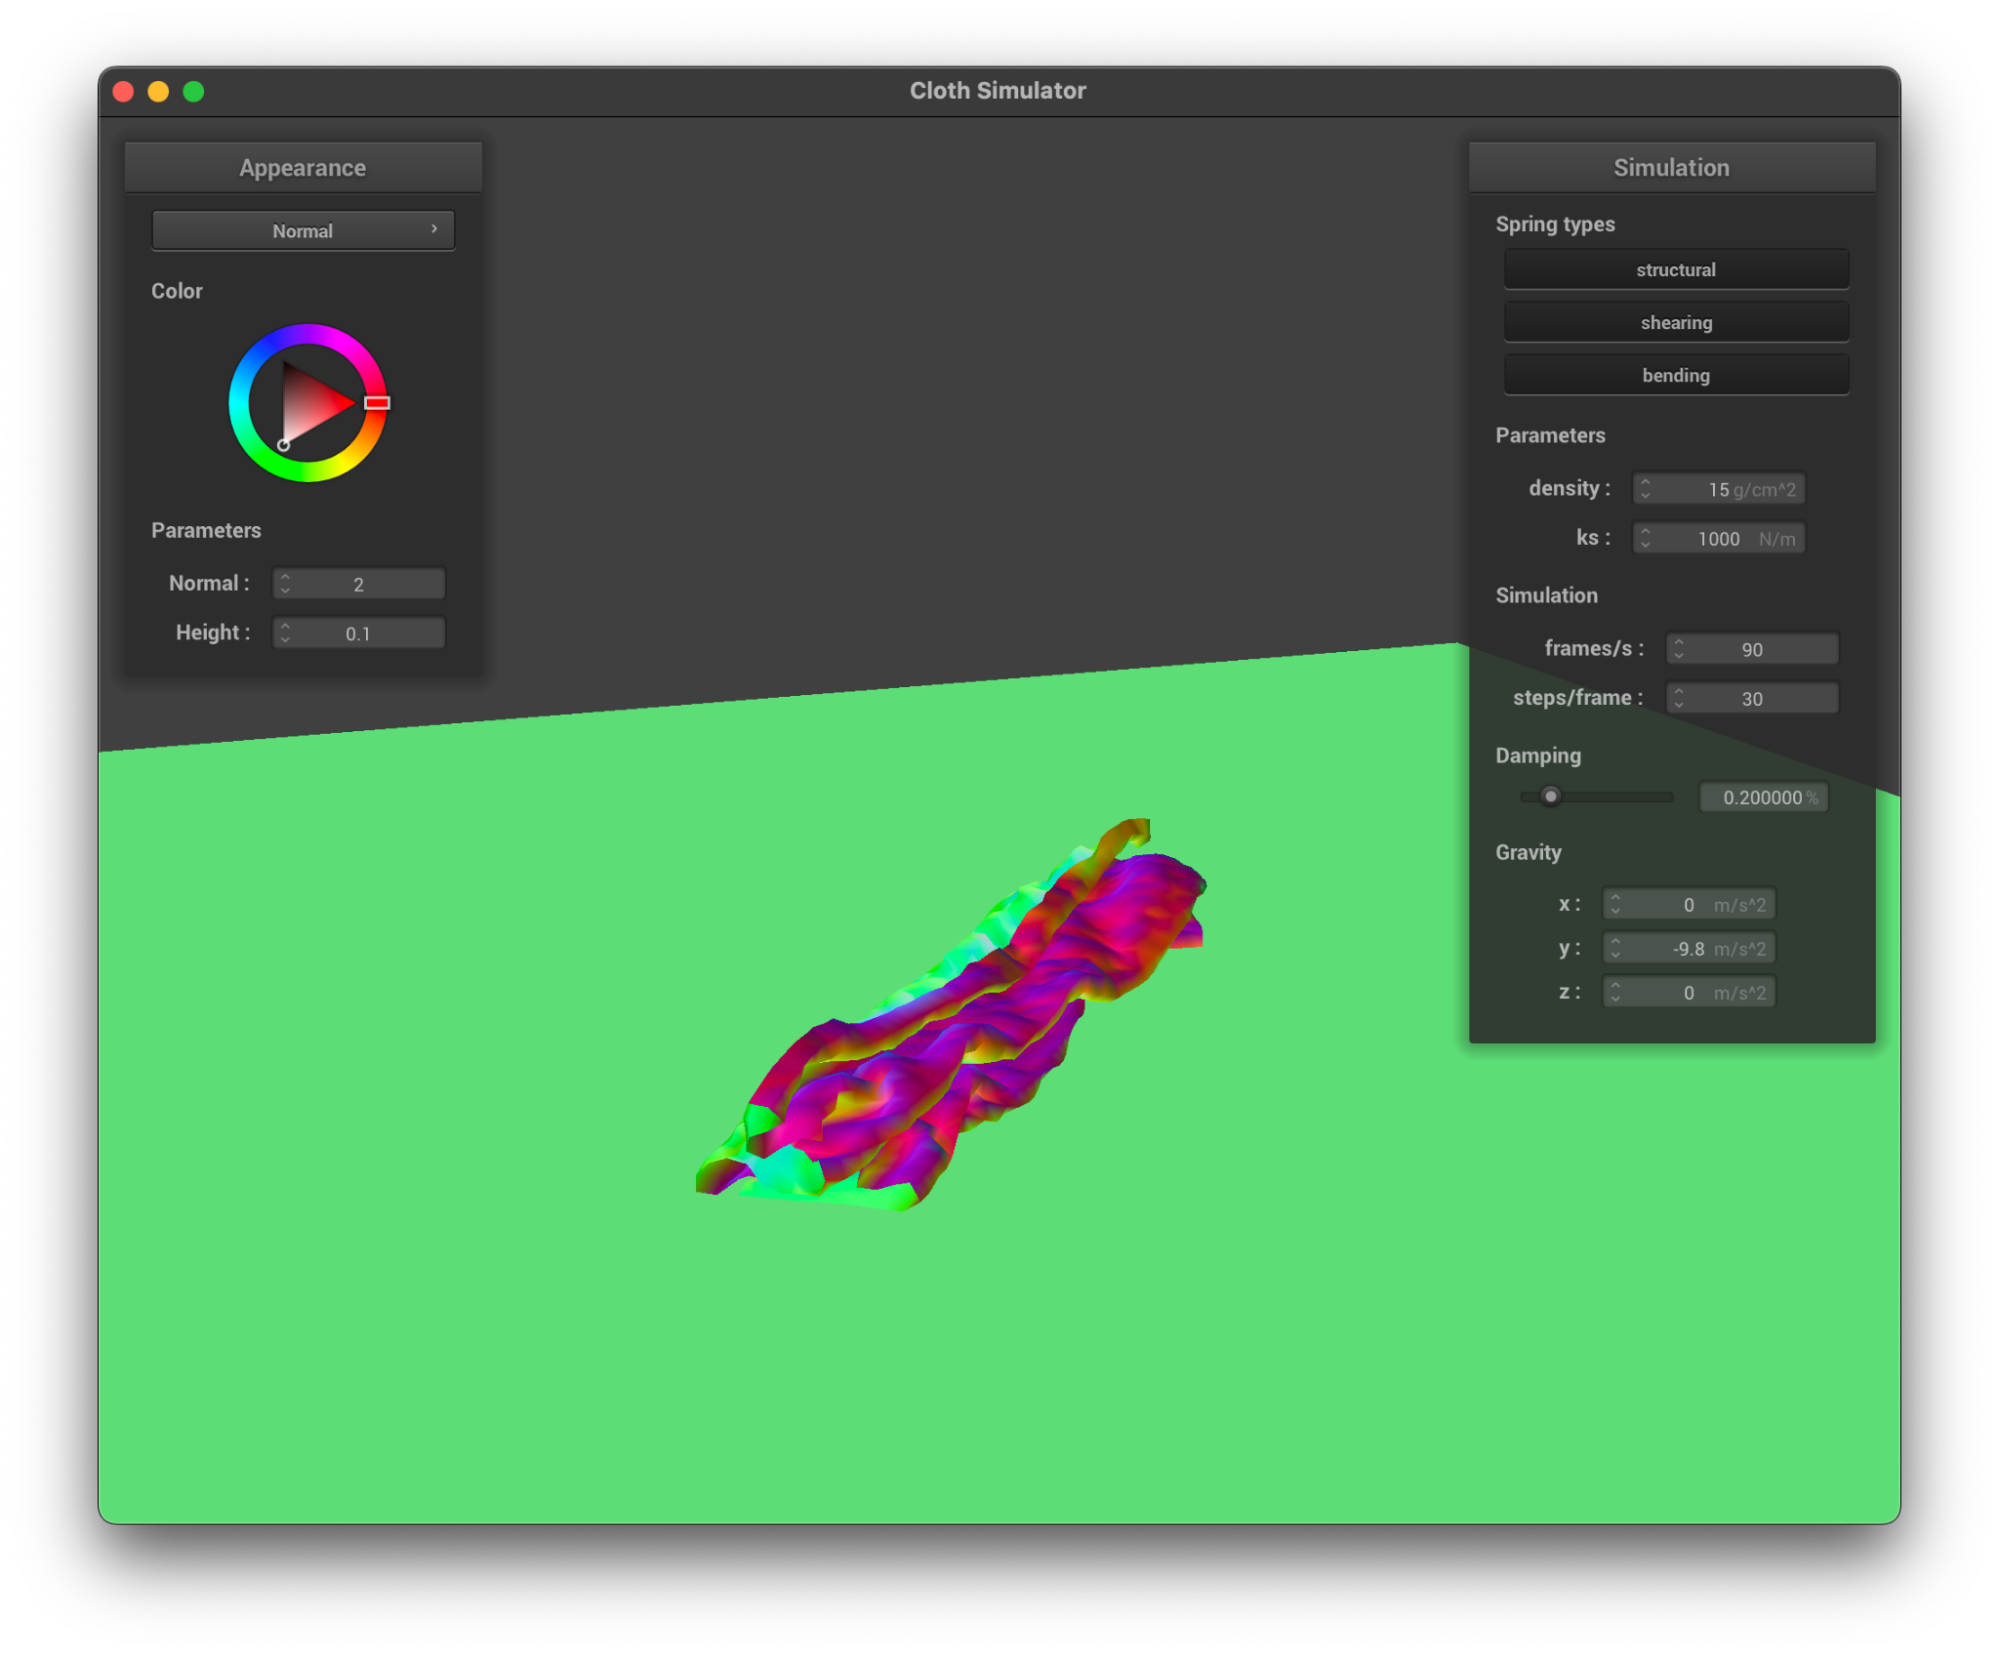 Cloth Simulator
Appearance
Normal
Color
Parameters
Normal : 2
Height : 0.1
Simulation
Spring types
structural
shearing
bending
Parameters
density : 15 g/cm^2
ks : 1000 N/m
Simulation
frames/s : 90
steps/frame : 30
Damping
0.200000 %
Gravity
x : 0 m/s^2
y : -9.8 m/s^2
z : 0 m/s^2